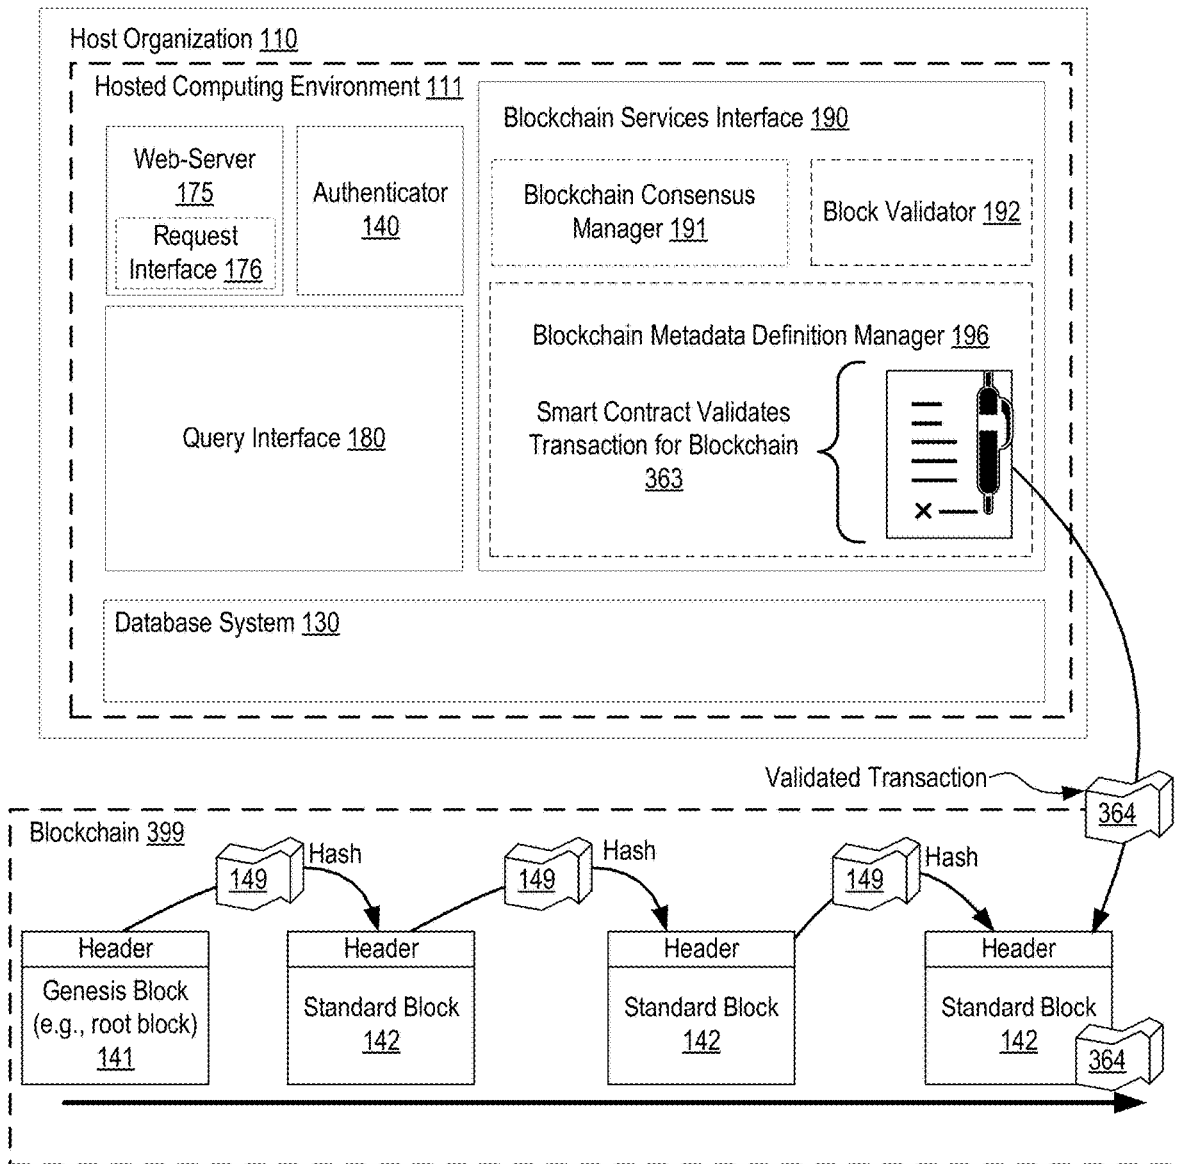 Host Organization 110
Hosted Computing Environment 111
Web-Server
175
Request
Interface 176
Authenticator
140
Query Interface 180
Blockchain Services Interface 190
Blockchain Consensus
Manager 191
Block Validator 192
Blockchain Metadata Definition Manager 196
Smart Contract Validates
Transaction for Blockchain
363
Database System 130
Validated Transaction
364
Blockchain 399
149
Hash
149
Hash
149
Hash
Header
Genesis Block
(e.g., root block)
141
Header
Standard Block
142
Header
Standard Block
142
Header
Standard Block
142
364